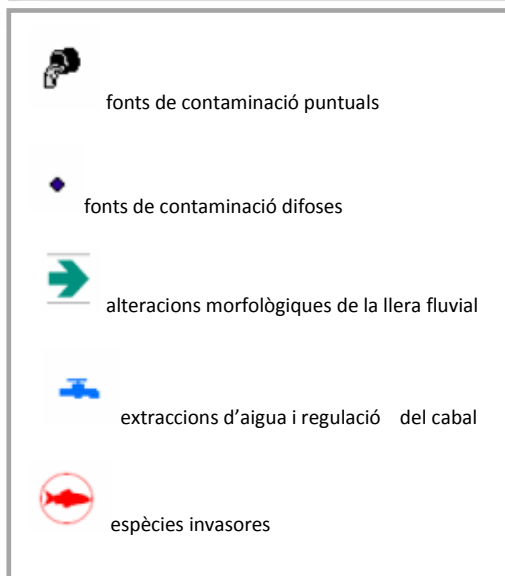 fonts de contaminació puntuals
fonts de contaminació difoses
alteracions morfològiques de la llera fluvial
extraccions d’aigua i regulació del cabal
espècies invasores